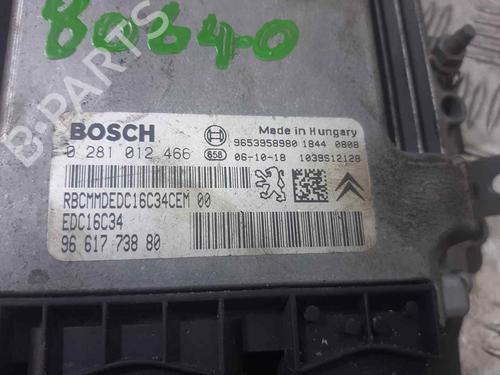 80640
B-PARTS
BOSCH
Made in Hungary
9653958980 1844 0808
0 281 012 466
658 06-10-18 1039S12128
RBCMMDEDC16C34CEM 00
EDC16C34
96 617 738 80